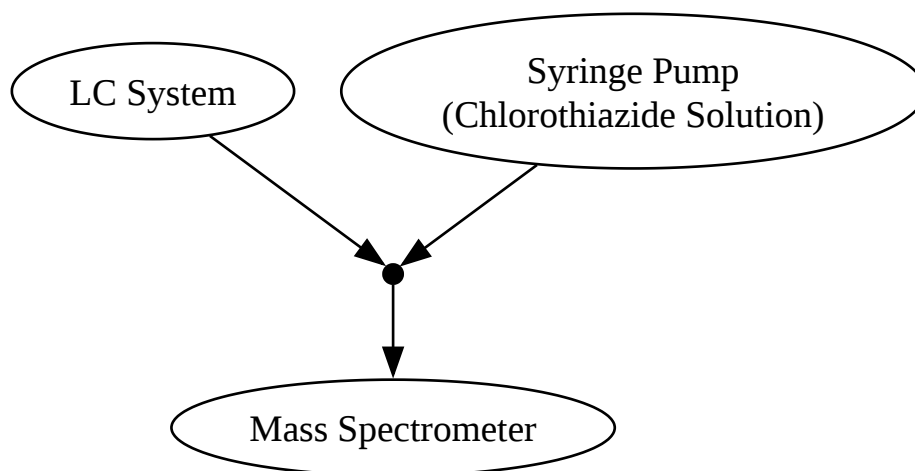 LC System
Syringe Pump
(Chlorothiazide Solution)
Mass Spectrometer